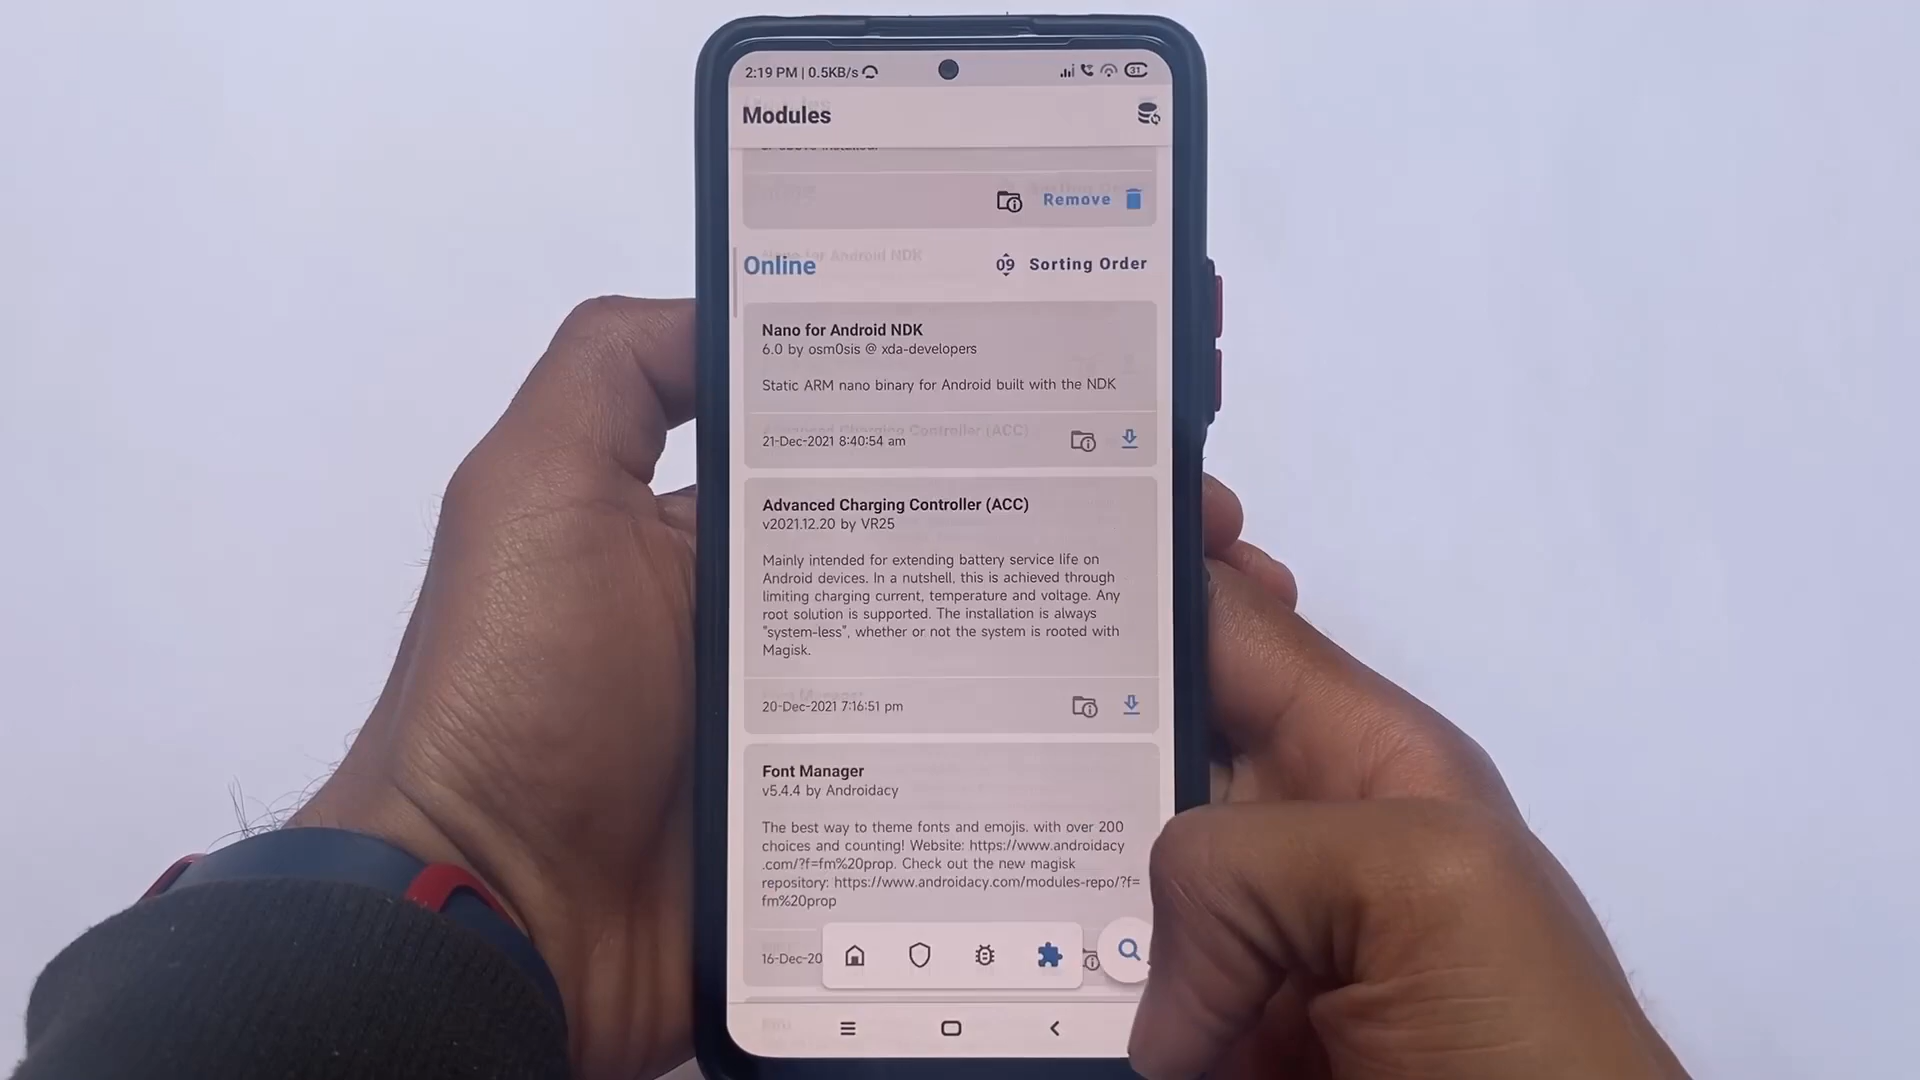 2:19 PM | 0.5KB/s
31
Modules
Remove
Online
09 Sorting Order
Nano for Android NDK
6.0 by osm0sis @ xda-developers
Static ARM nano binary for Android built with the NDK
21-Dec-2021 8:40:54 am
Advanced Charging Controller (ACC)
v2021.12.20 by VR25
Mainly intended for extending battery service life on
Android devices. In a nutshell, this is achieved through
limiting charging current, temperature and voltage. Any
root solution is supported. The installation is always
"system-less", whether or not the system is rooted with
Magisk.
20-Dec-2021 7:16:51 pm
Font Manager
v5.4.4 by Androidacy
The best way to theme fonts and emojis. with over 200
choices and counting! Website: https://www.androidacy
.com/?f=fm%20prop. Check out the new magisk
repository: https://www.androidacy.com/modules-repo/?f=
fm%20prop
16-Dec-20